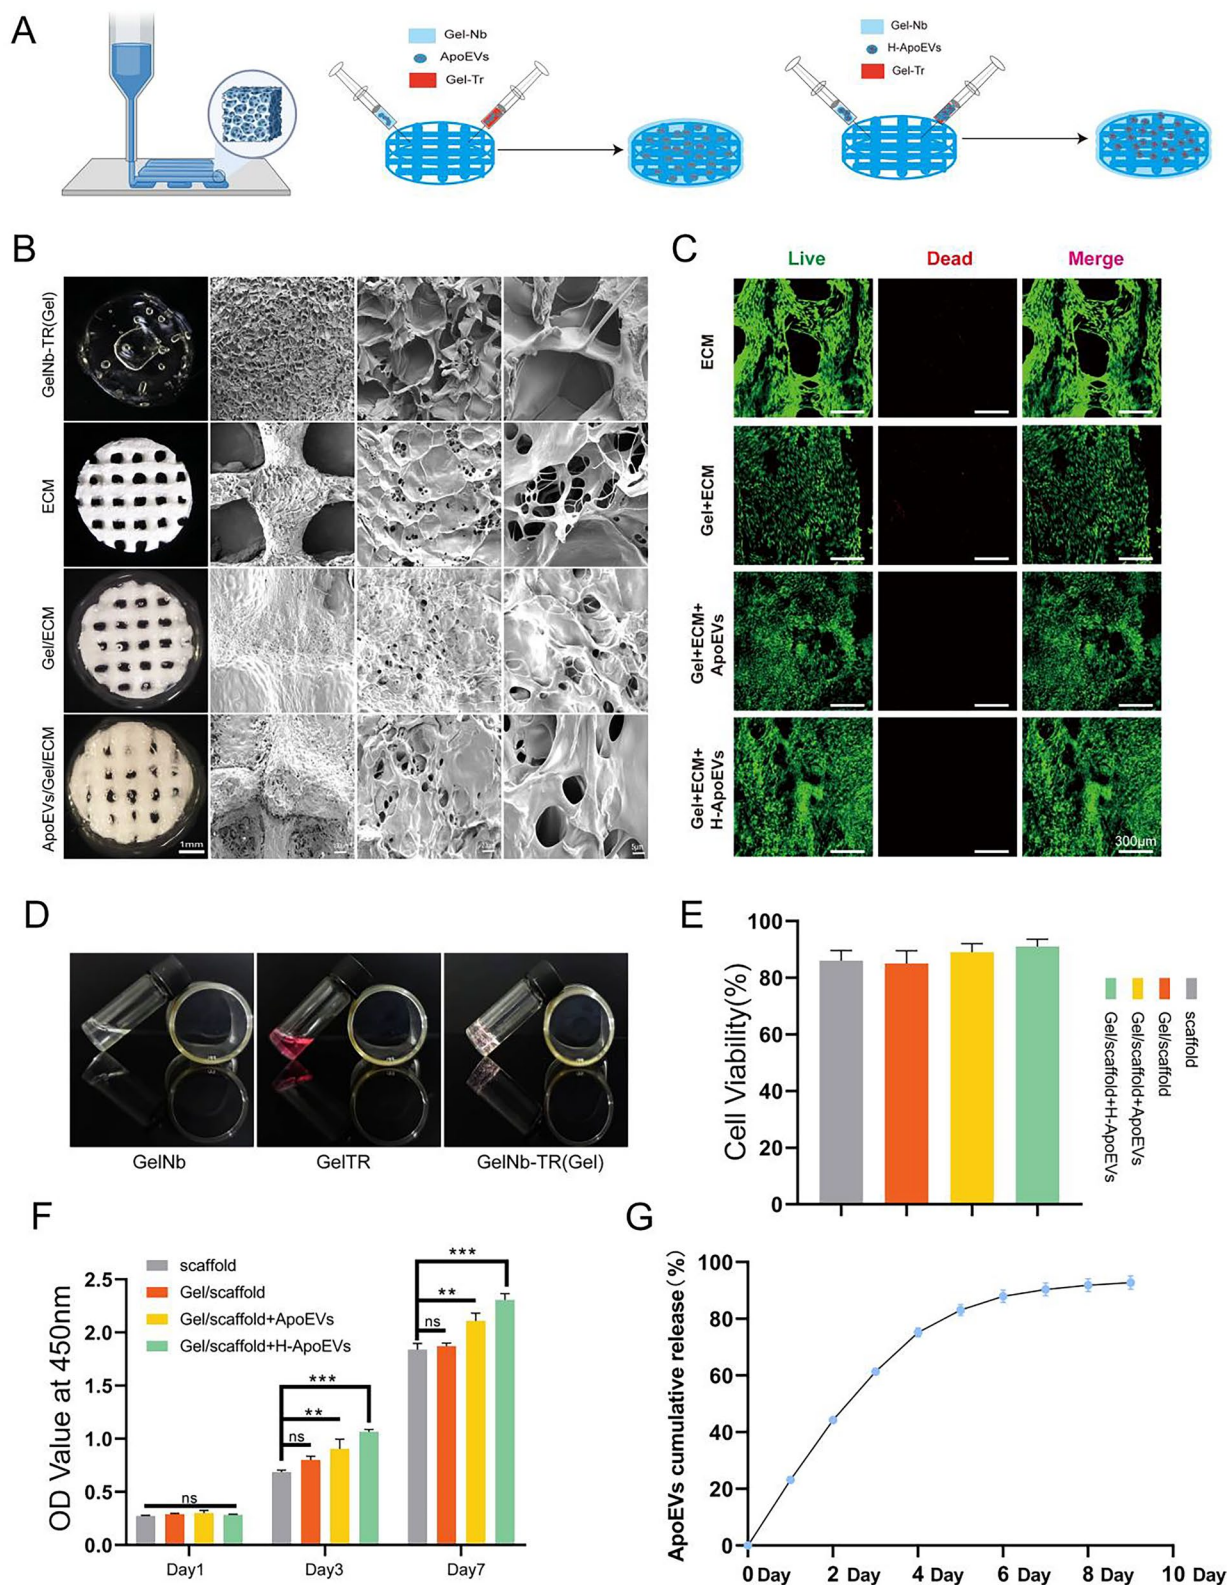 A
Gel-Nb
ApoEVs
Gel-Tr
Gel-Nb
H-ApoEVs
Gel-Tr
B
GelNb-TR(Gel)
ECM
Gel/ECM
ApoEVs/Gel/ECM
1mm
5μm
C
Live
Dead
Merge
ECM
Gel+ECM
Gel+ECM+
ApoEVs
Gel+ECM+
H-ApoEVs
300μm
D
GelNb
GelTR
GelNb-TR(Gel)
E
Cell Viability(%)
100
80
60
40
20
0
scaffold
Gel/scaffold
Gel/scaffold+ApoEVs
Gel/scaffold+H-ApoEVs
F
OD Value at 450nm
scaffold
Gel/scaffold
Gel/scaffold+ApoEVs
Gel/scaffold+H-ApoEVs
2.5
2.0
1.5
1.0
0.5
0.0
ns
ns
**
***
ns
**
***
Day1
Day3
Day7
G
ApoEVs cumulative release (%)
100
80
60
40
20
0
0 Day
2 Day
4 Day
6 Day
8 Day
10 Day